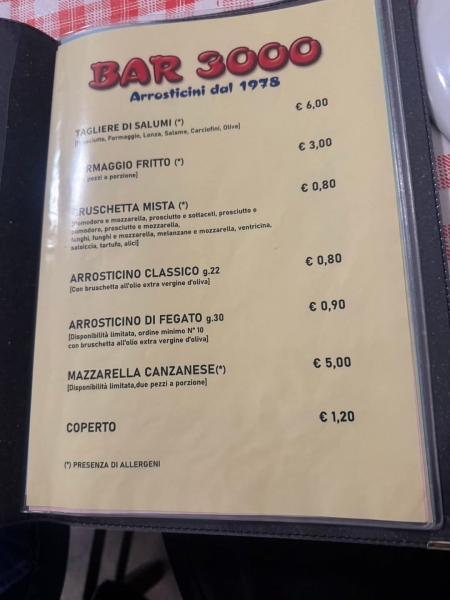 BAR 3000
Arrosticini dal 1978
TAGLIERE DI SALUMI (*) € 6,00
[Prosciutto, Formaggio, Lonza, Salame, Carciofini, Olive]
FORMAGGIO FRITTO (*) € 3,00
pezzi a porzione]
BRUSCHETTA MISTA (*) € 0,80
[Pomodoro e mozzarella, prosciutto e sottaceti, prosciutto e
pomodoro, prosciutto e mozzarella,
funghi, funghi e mozzarella, melanzane e mozzarella, ventricina,
salsiccia, tartufo, alici]
ARROSTICINO CLASSICO g.22 € 0,80
[Con bruschetta all'olio extra vergine d'oliva]
ARROSTICINO DI FEGATO g.30 € 0,90
[Disponibilità limitata, ordine minimo N° 10
con bruschetta all'olio extra vergine d'oliva]
MAZZARELLA CANZANESE(*) € 5,00
[Disponibilità limitata,due pezzi a porzione]
COPERTO € 1,20
(*) PRESENZA DI ALLERGENI